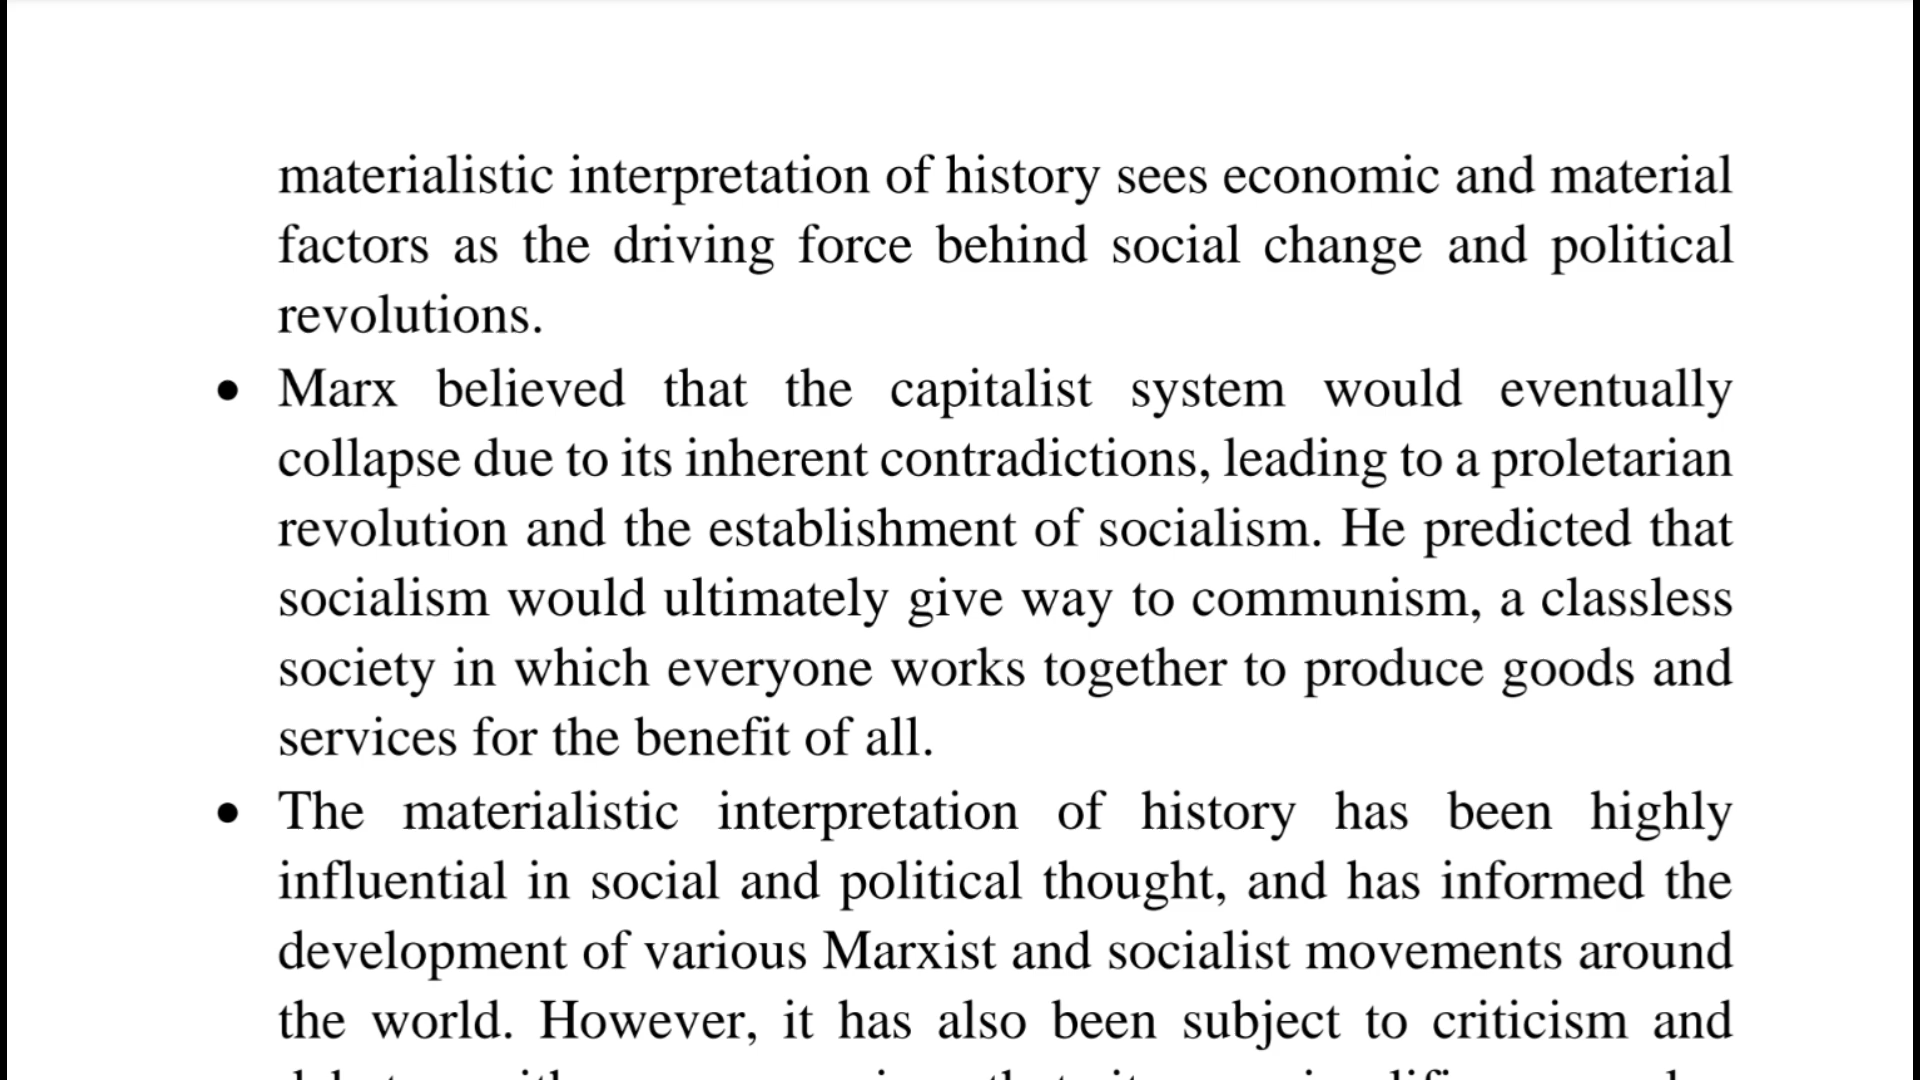 materialistic interpretation of history sees economic and material
factors as the driving force behind social change and political
revolutions.
• Marx believed that the capitalist system would eventually
collapse due to its inherent contradictions, leading to a proletarian
revolution and the establishment of socialism. He predicted that
socialism would ultimately give way to communism, a classless
society in which everyone works together to produce goods and
services for the benefit of all.
• The materialistic interpretation of history has been highly
influential in social and political thought, and has informed the
development of various Marxist and socialist movements around
the world. However, it has also been subject to criticism and